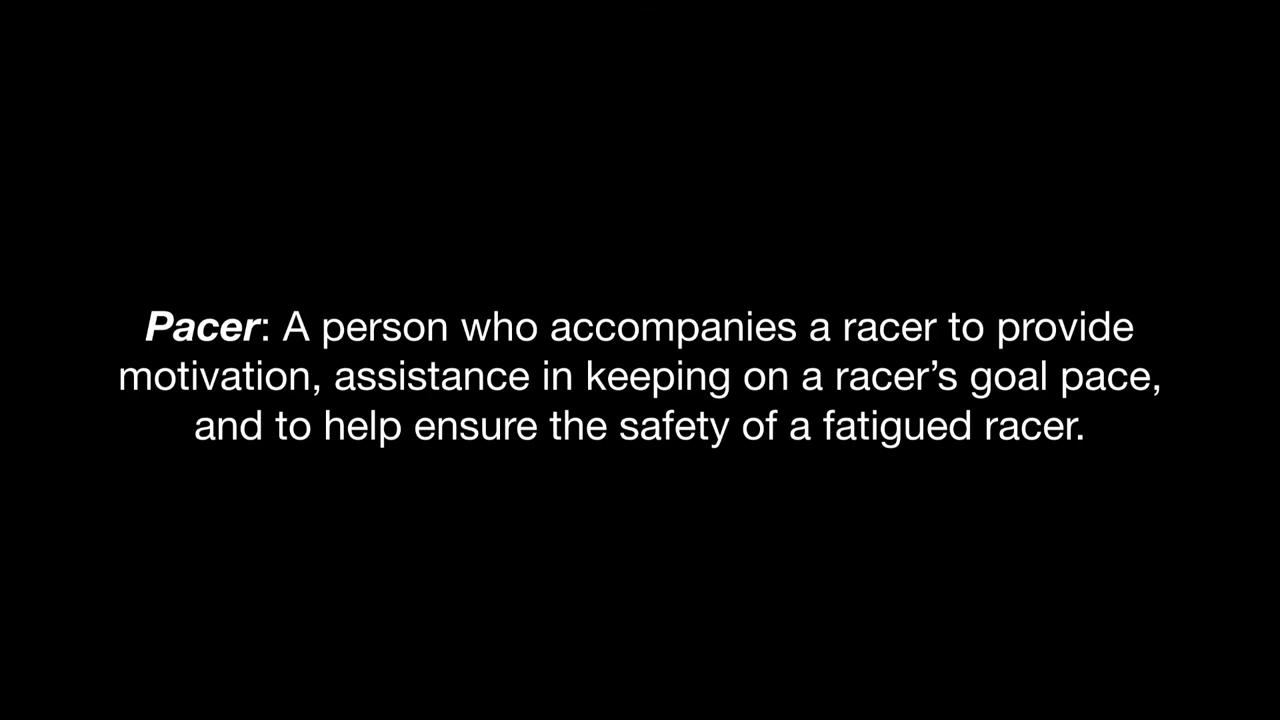 Pacer: A person who accompanies a racer to provide
motivation, assistance in keeping on a racer’s goal pace,
and to help ensure the safety of a fatigued racer.